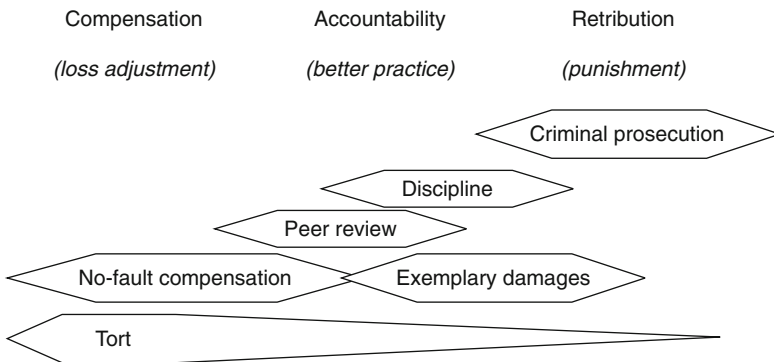 Compensation Accountability Retribution
(loss adjustment) (better practice) (punishment)
Criminal prosecution
Discipline
Peer review
No-fault compensation Exemplary damages
Tort